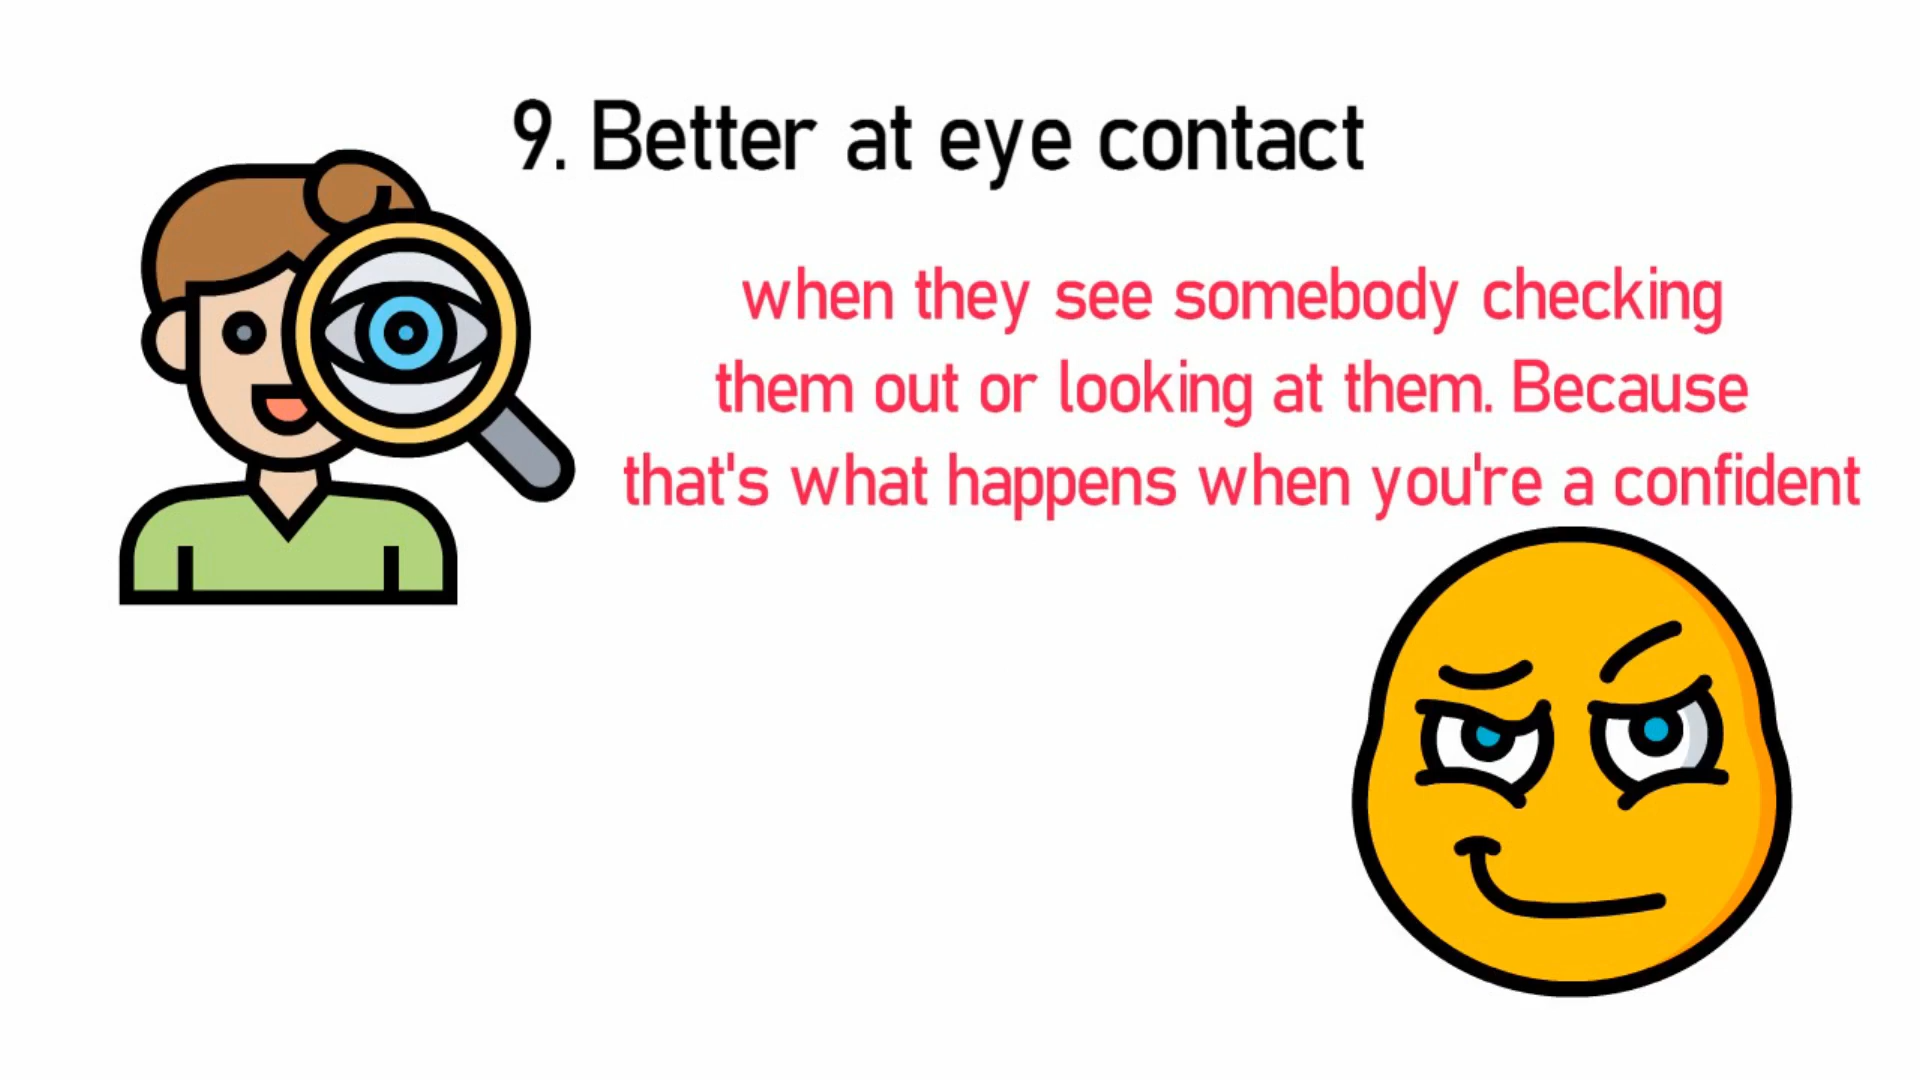 9. Better at eye contact
when they see somebody checking
them out or looking at them. Because
that's what happens when you're a confident